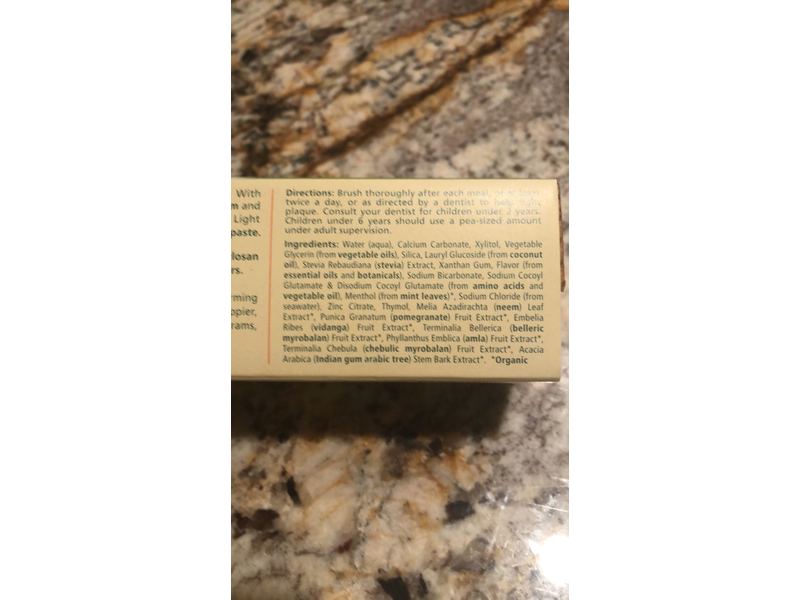 With
m and
Light
paste.
losan
rs.
rming
opier,
grams,
Directions: Brush thoroughly after each meal, or at least
twice a day, or as directed by a dentist to help fight
plaque. Consult your dentist for children under 2 years.
Children under 6 years should use a pea-sized amount
under adult supervision.
Ingredients: Water (aqua), Calcium Carbonate, Xylitol, Vegetable
Glycerin (from vegetable oils), Silica, Lauryl Glucoside (from coconut
oil), Stevia Rebaudiana (stevia) Extract, Xanthan Gum, Flavor (from
essential oils and botanicals), Sodium Bicarbonate, Sodium Cocoyl
Glutamate & Disodium Cocoyl Glutamate (from amino acids and
vegetable oil), Menthol (from mint leaves)*, Sodium Chloride (from
seawater), Zinc Citrate, Thymol, Melia Azadirachta (neem) Leaf
Extract*, Punica Granatum (pomegranate) Fruit Extract*, Embelia
Ribes (vidanga) Fruit Extract*, Terminalia Bellerica (belleric
myrobalan) Fruit Extract*, Phyllanthus Emblica (amla) Fruit Extract*,
Terminalia Chebula (chebulic myrobalan) Fruit Extract*, Acacia
Arabica (Indian gum arabic tree) Stem Bark Extract*. *Organic